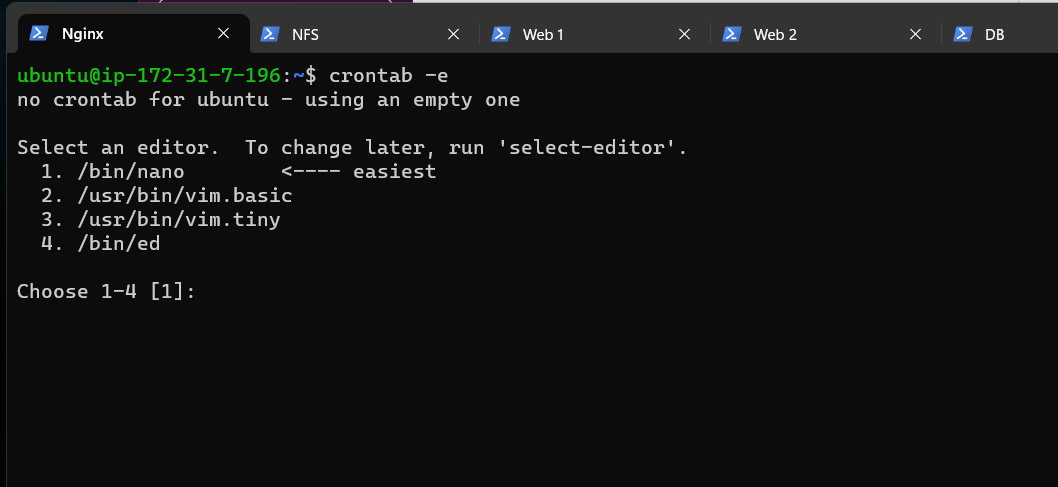 Nginx NFS Web 1 Web 2 DB
ubuntu@ip-172-31-7-196:~$ crontab -e
no crontab for ubuntu - using an empty one
Select an editor.  To change later, run 'select-editor'.
  1. /bin/nano        <---- easiest
  2. /usr/bin/vim.basic
  3. /usr/bin/vim.tiny
  4. /bin/ed
Choose 1-4 [1]: